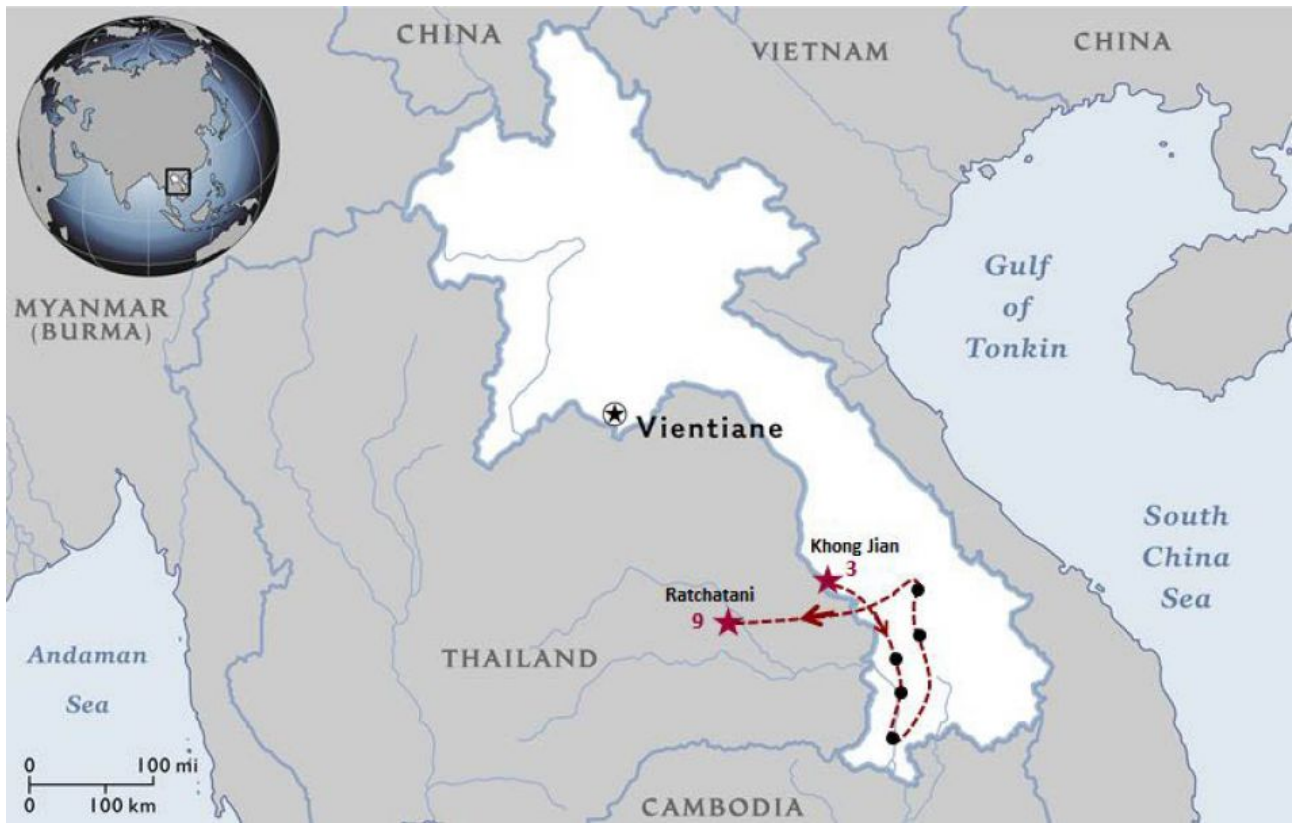 CHINA
VIETNAM
CHINA
MYANMAR
(BURMA)
Gulf
of
Tonkin
Vientiane
South
China
Sea
Khong Jian
3
Ratchatani
9
THAILAND
Andaman
Sea
0 100 mi
0 100 km
CAMBODIA